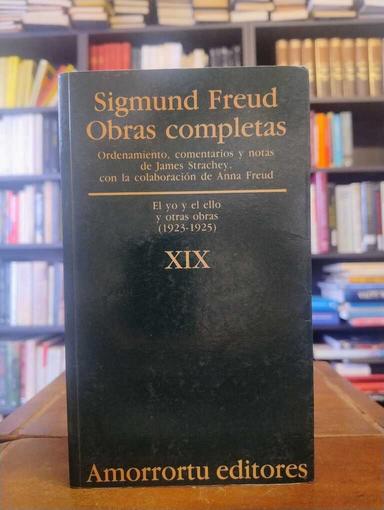 Sigmund Freud
Obras completas
Ordenamiento, comentarios y notas
de James Strachey,
con la colaboración de Anna Freud
El yo y el ello
y otras obras
(1923-1925)
XIX
Amorrortu editores